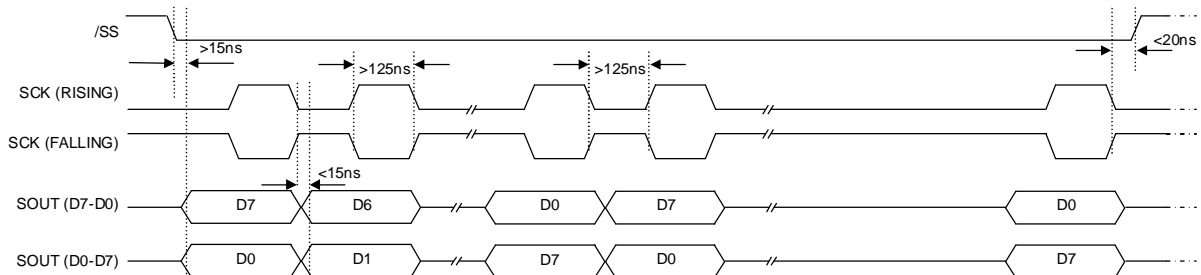 /SS
>15ns
<20ns
>125ns
>125ns
SCK (RISING)
SCK (FALLING)
<15ns
SOUT (D7-D0)
D7
D6
D0
D7
D0
SOUT (D0-D7)
D0
D1
D7
D0
D7